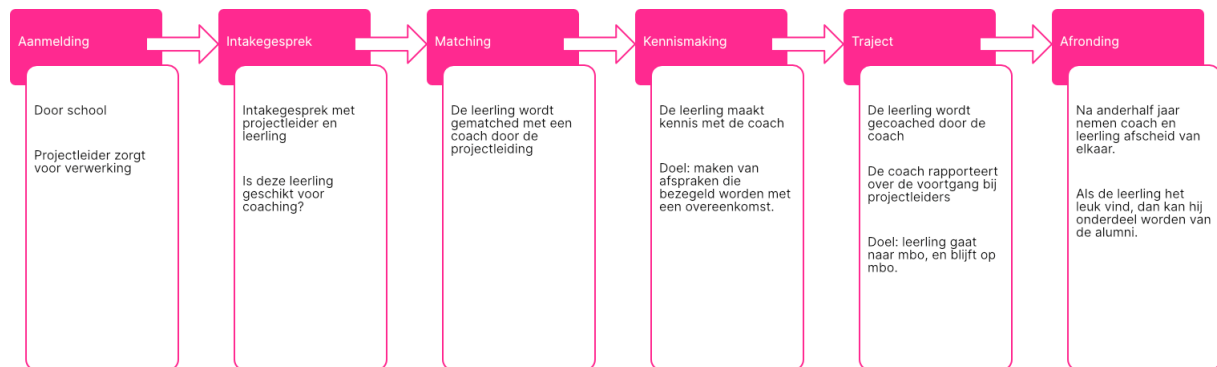 Aanmelding
Door school
Projectleider zorgt
voor verwerking
Intakegesprek
Intakegesprek met
projectleider en
leerling
Is deze leerling
geschikt voor
coaching?
Matching
De leerling wordt
gematched met een
coach door de
projectleiding
Kennismaking
De leerling maakt
kennis met de coach
Doel: maken van
afspraken die
bezegeld worden met
een overeenkomst.
Traject
De leerling wordt
gecoached door de
coach
De coach rapporteert
over de voortgang bij
projectleiders
Doel: leerling gaat
naar mbo, en blijft op
mbo.
Afronding
Na anderhalf jaar
nemen coach en
leerling afscheid van
elkaar.
Als de leerling het
leuk vind, dan kan hij
onderdeel worden van
de alumni.